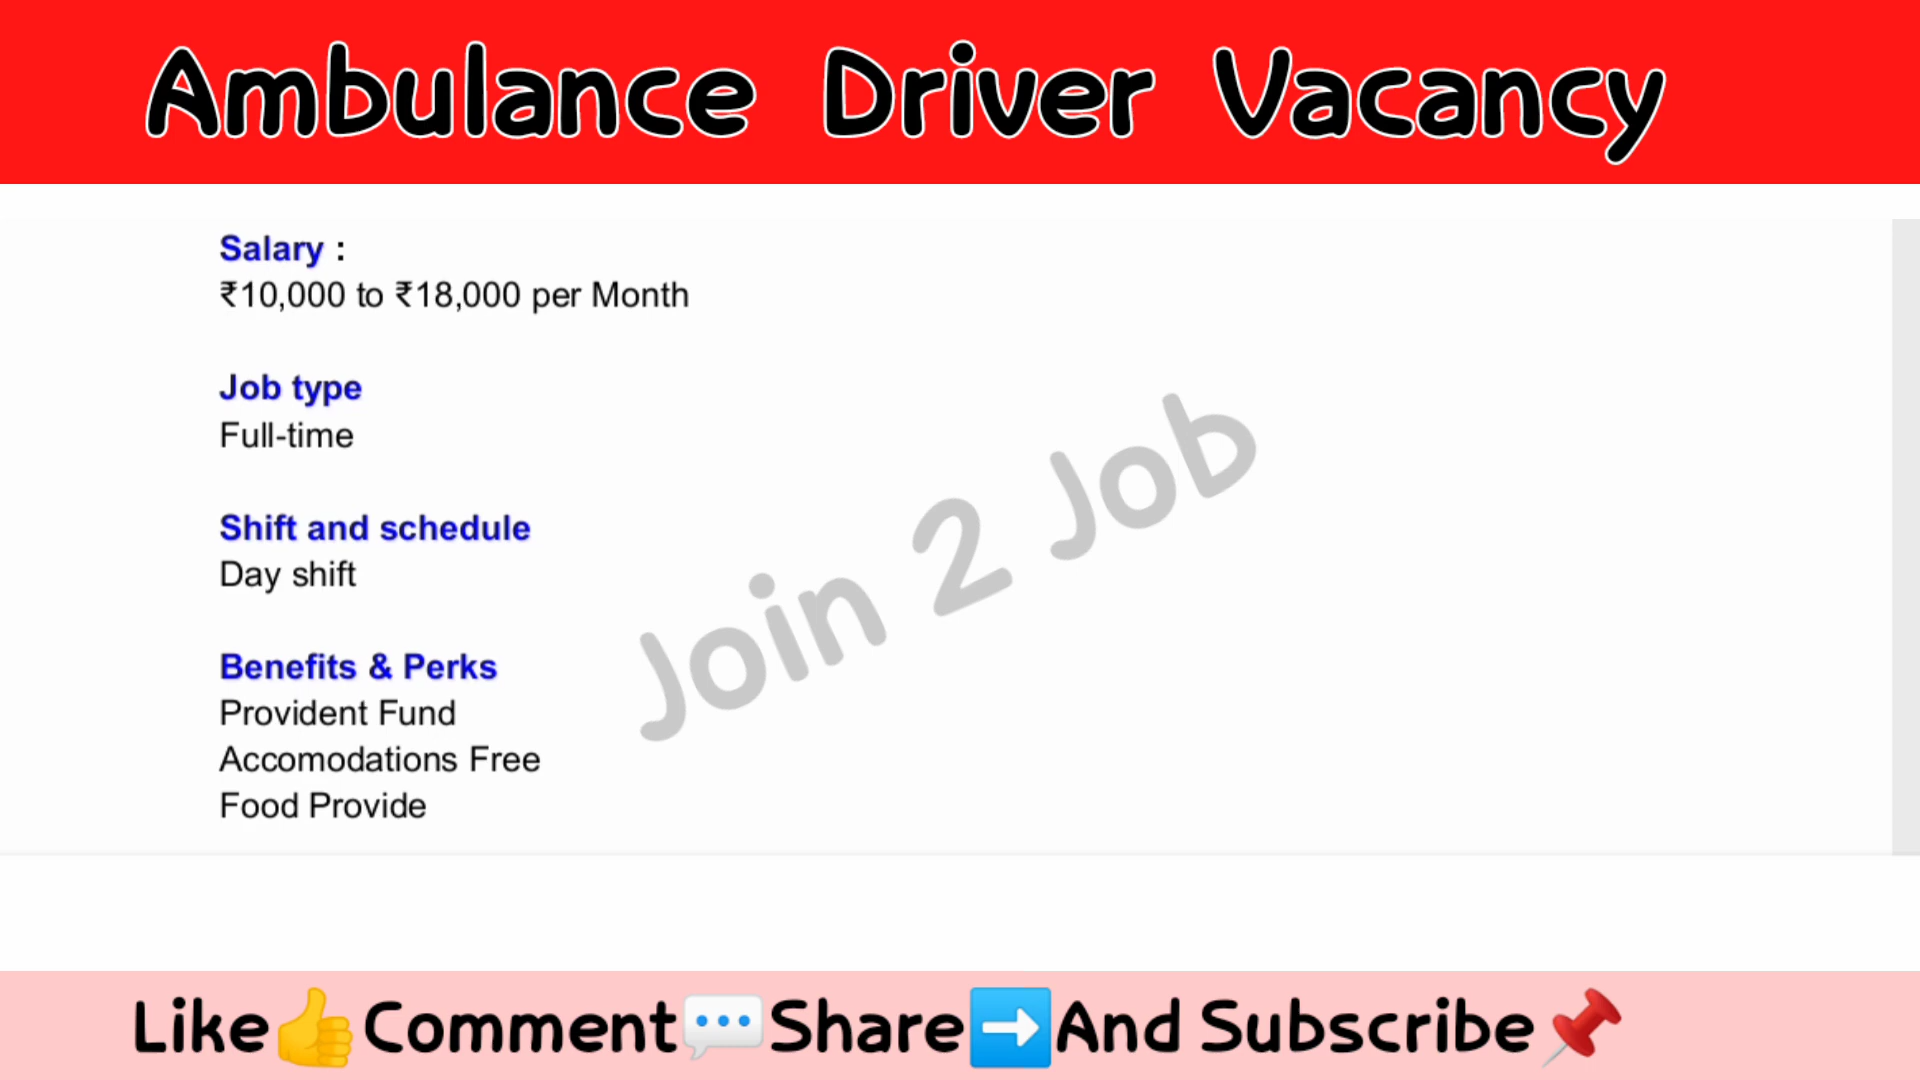 Ambulance Driver Vacancy
Salary :
₹10,000 to ₹18,000 per Month
Job type
Full-time
Shift and schedule
Day shift
Benefits & Perks
Provident Fund
Accomodations Free
Food Provide
Join 2 Job
Like👍Comment💬Share➡️And Subscribe📌